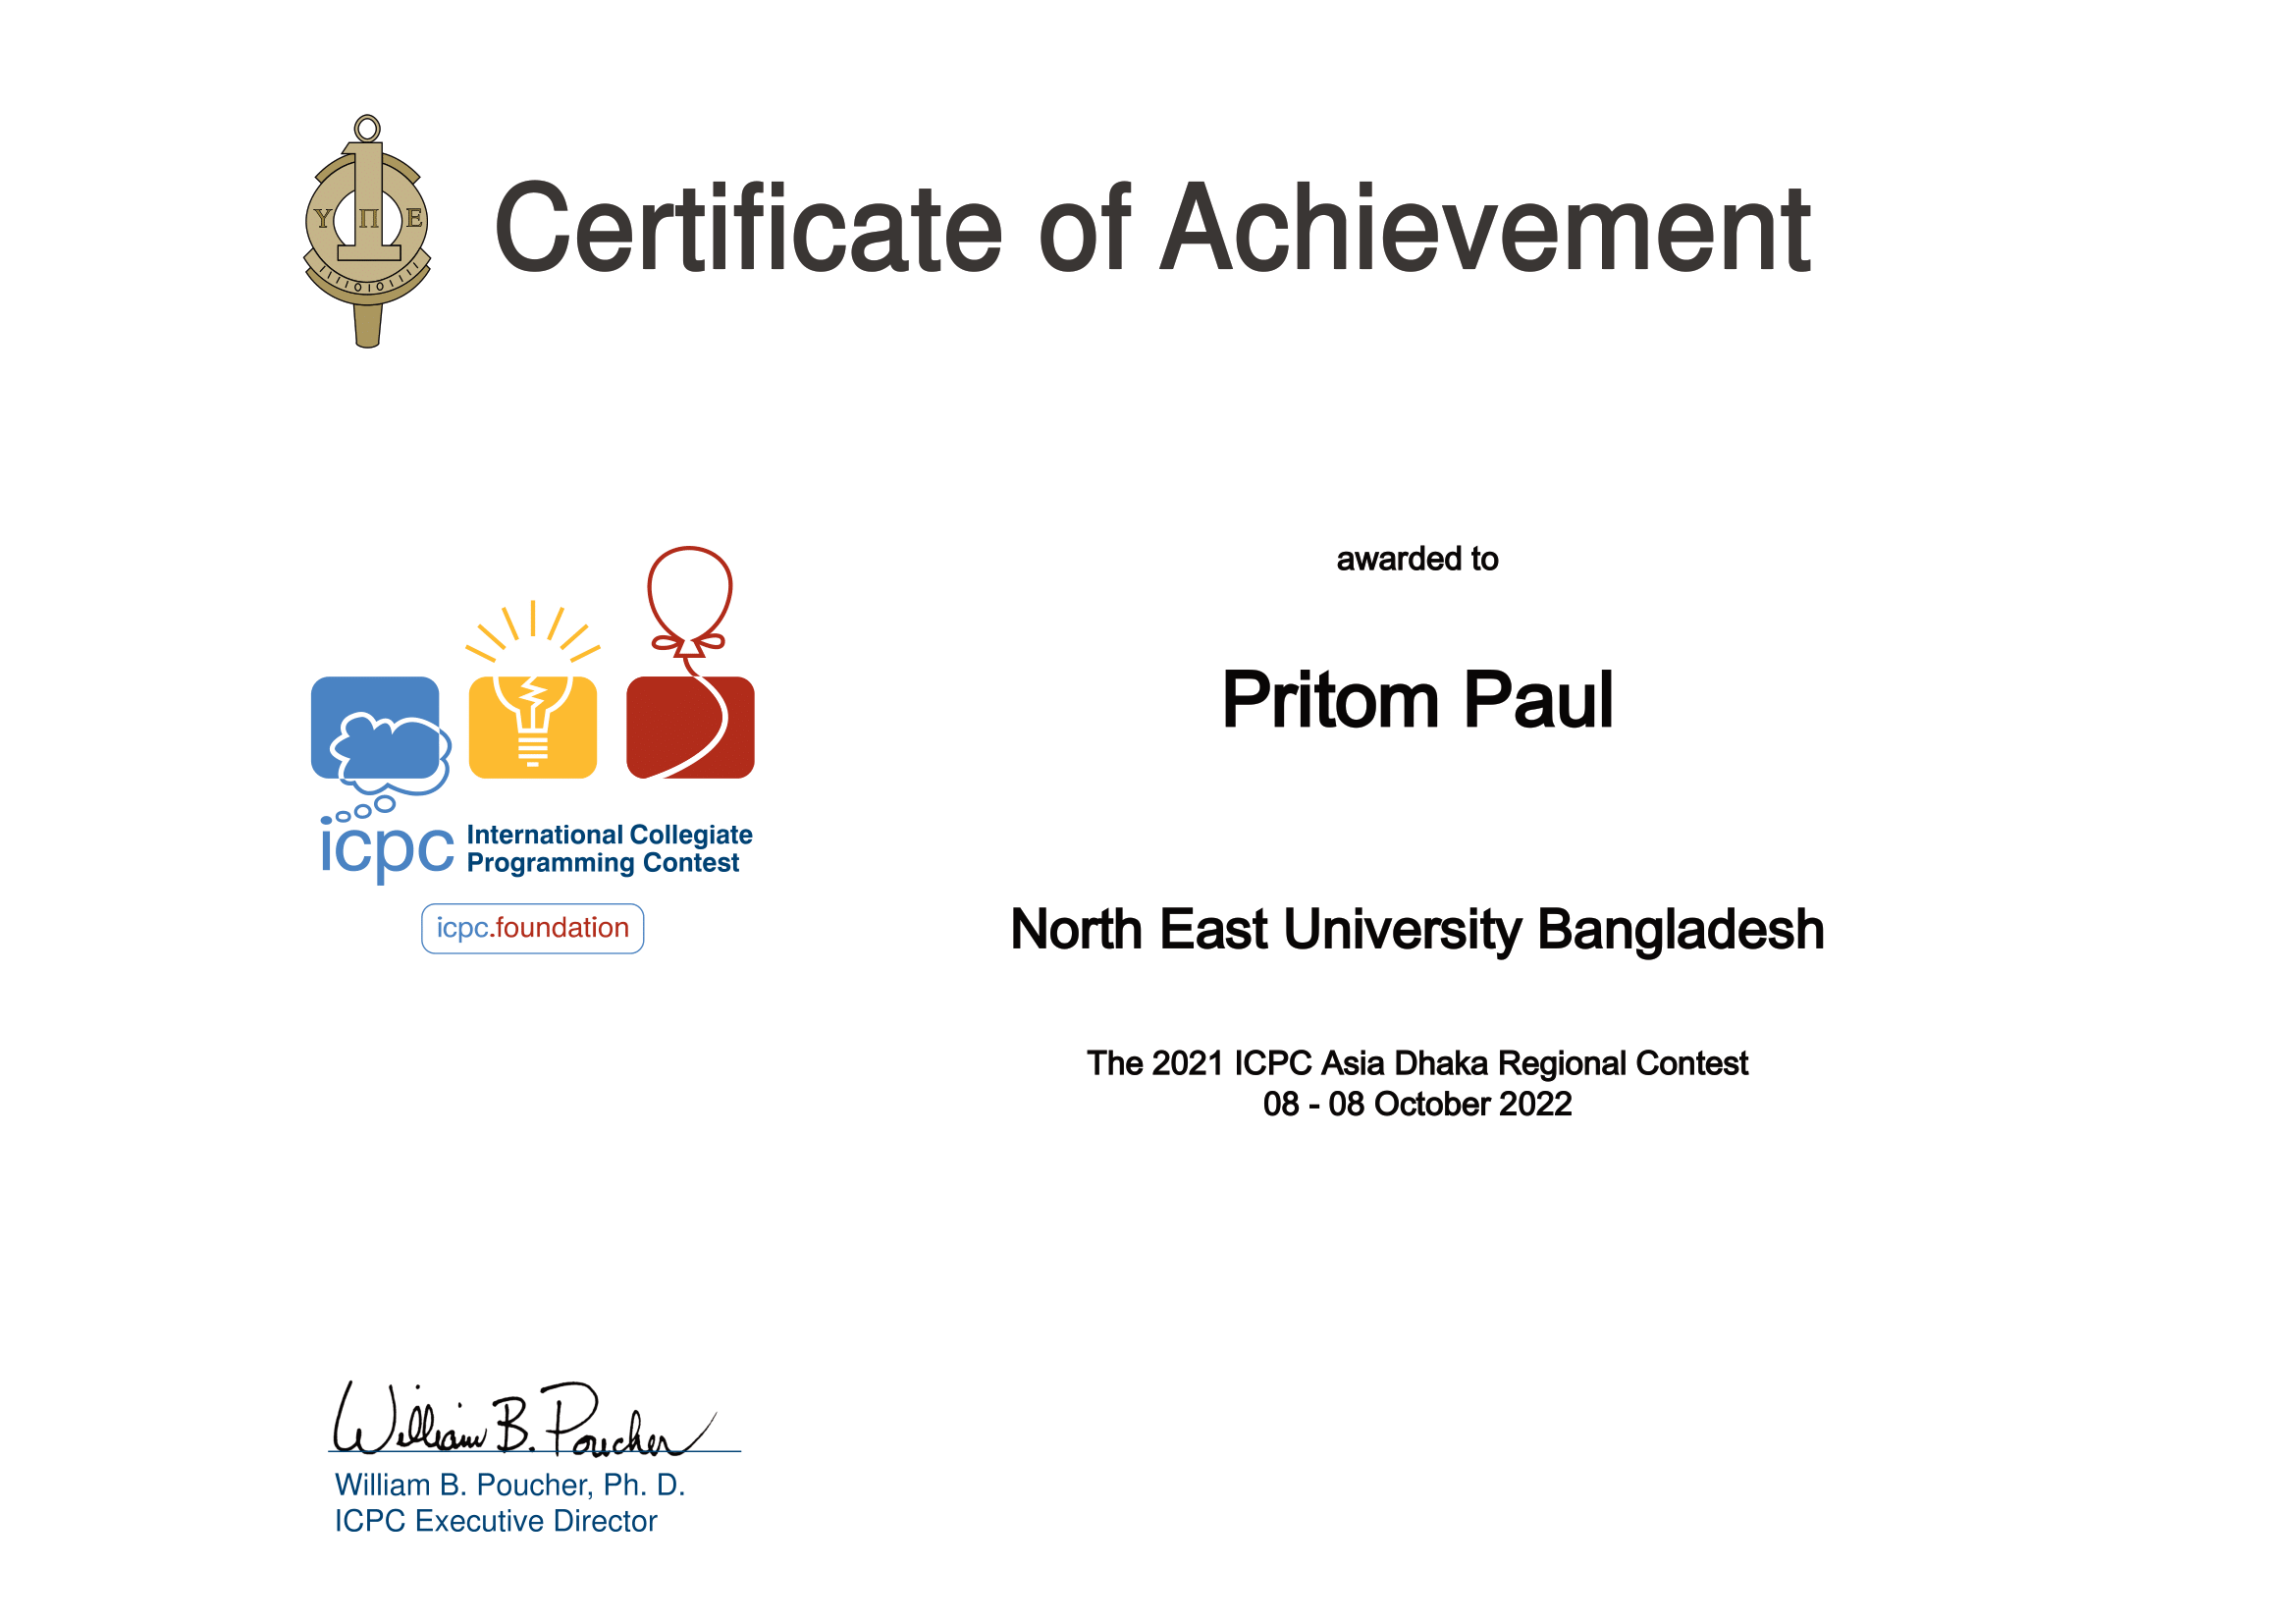 Certificate of Achievement
Υ Π Ε
awarded to
Pritom Paul
icpc International Collegiate
Programming Contest
icpc.foundation
North East University Bangladesh
The 2021 ICPC Asia Dhaka Regional Contest
08 - 08 October 2022
William B. Poucher
William B. Poucher, Ph. D.
ICPC Executive Director